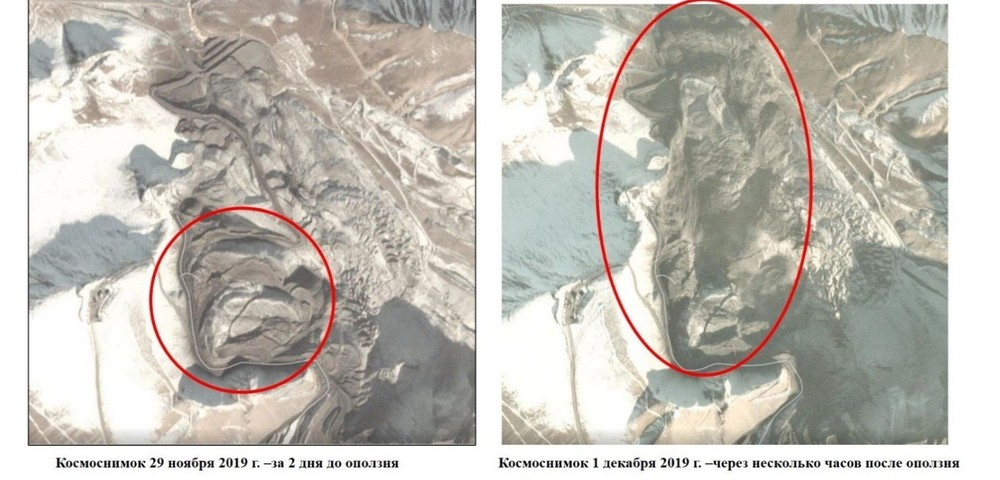 Космоснимок 29 ноября 2019 г. –за 2 дня до оползня
Космоснимок 1 декабря 2019 г. –через несколько часов после оползня